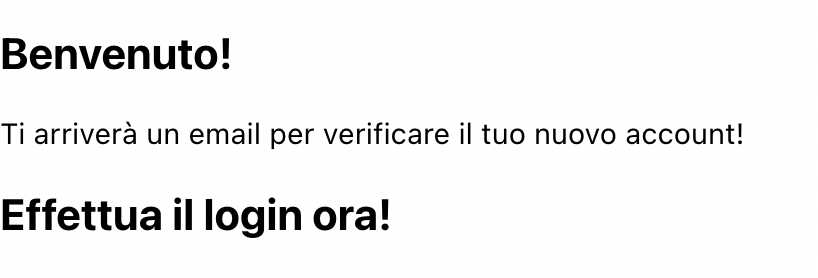 Benvenuto!
Ti arriverà un email per verificare il tuo nuovo account!
Effettua il login ora!